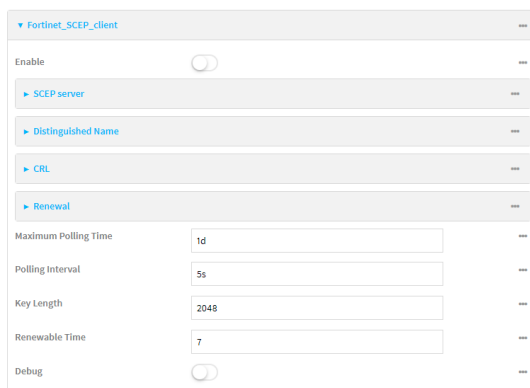 Fortinet_SCEP_client
Enable
SCEP server
Distinguished Name
CRL
Renewal
Maximum Polling Time 1d
Polling Interval 5s
Key Length 2048
Renewable Time 7
Debug